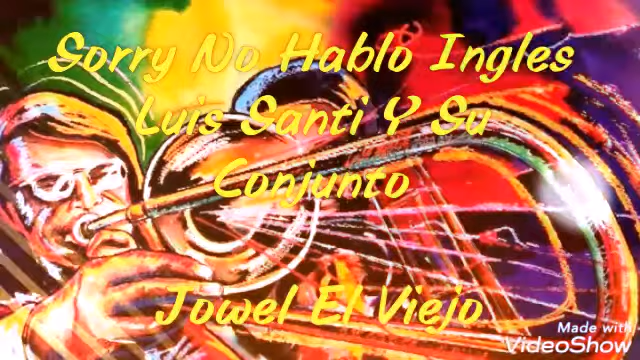 Sorry No Hablo Ingles
Luis Santi Y Su
Conjunto
Jowel El Viejo
Made with
VideoShow